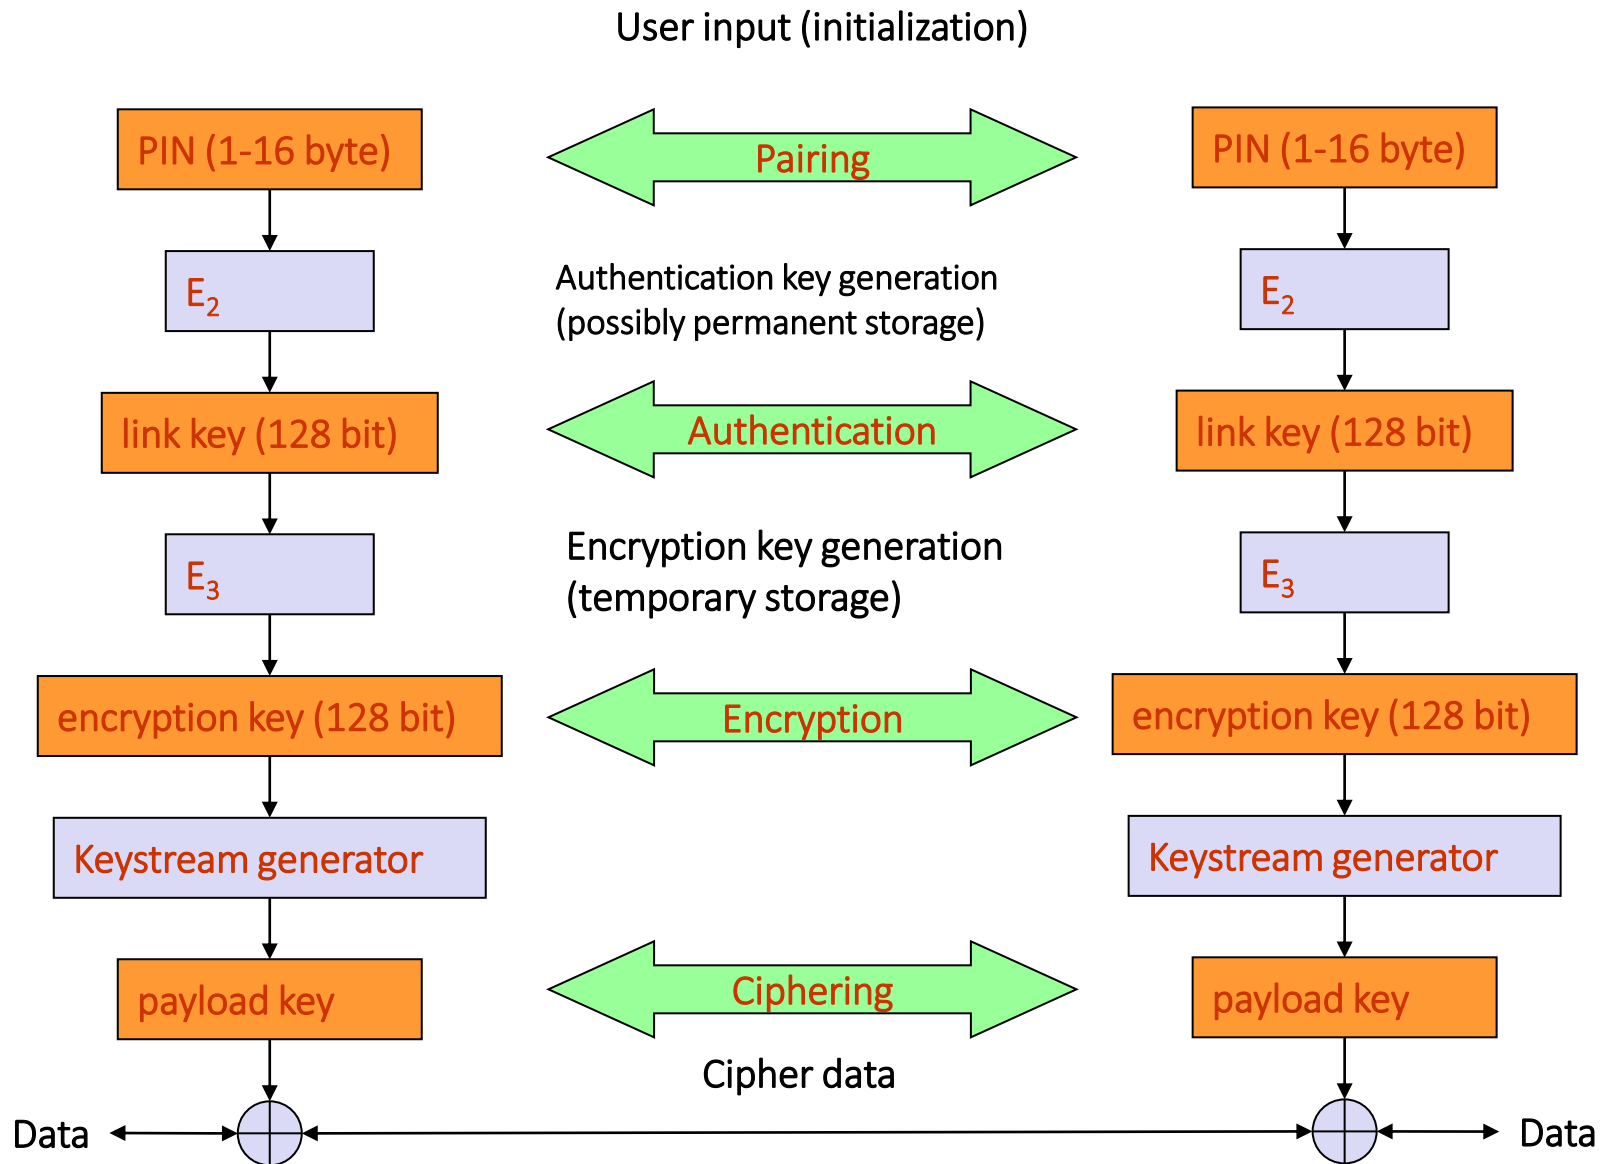 User input (initialization)
PIN (1-16 byte)
Pairing
PIN (1-16 byte)
E2
Authentication key generation
(possibly permanent storage)
E2
link key (128 bit)
Authentication
link key (128 bit)
E3
Encryption key generation
(temporary storage)
E3
encryption key (128 bit)
Encryption
encryption key (128 bit)
Keystream generator
Keystream generator
payload key
Ciphering
payload key
Cipher data
Data
Data